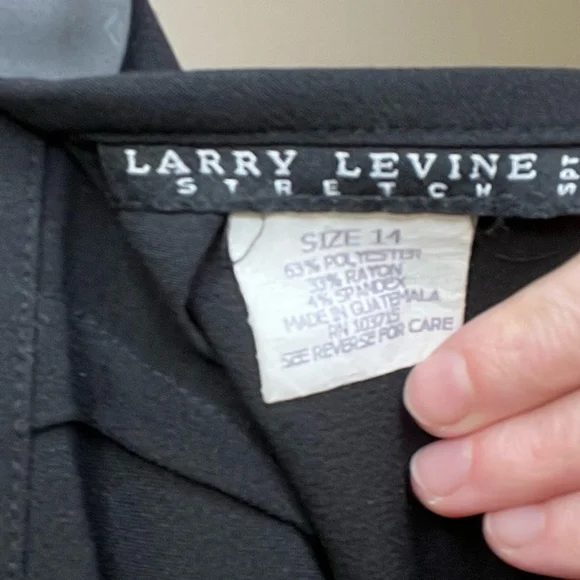 LARRY LEVINE
STRETCH
SPT
SIZE 14
63% POLYESTER
33% RAYON
4% SPANDEX
MADE IN GUATEMALA
RN 103715
SEE REVERSE FOR CARE